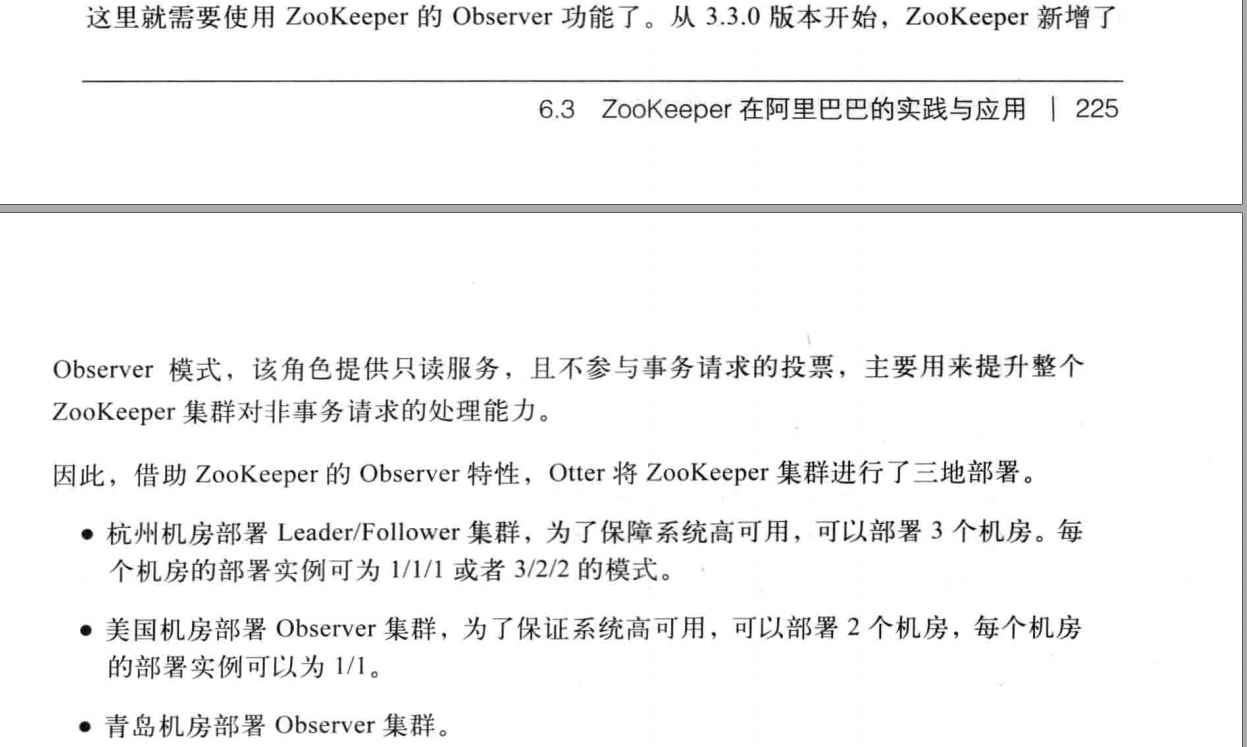 这里就需要使用 ZooKeeper 的 Observer 功能了。从 3.3.0 版本开始，ZooKeeper 新增了
6.3 ZooKeeper 在阿里巴巴的实践与应用 | 225
Observer 模式，该角色提供只读服务，且不参与事务请求的投票，主要用来提升整个
ZooKeeper 集群对非事务请求的处理能力。
因此，借助 ZooKeeper 的 Observer 特性，Otter 将 ZooKeeper 集群进行了三地部署。
● 杭州机房部署 Leader/Follower 集群，为了保障系统高可用，可以部署 3 个机房。每
个机房的部署实例可为 1/1/1 或者 3/2/2 的模式。
● 美国机房部署 Observer 集群，为了保证系统高可用，可以部署 2 个机房，每个机房
的部署实例可以为 1/1。
● 青岛机房部署 Observer 集群。